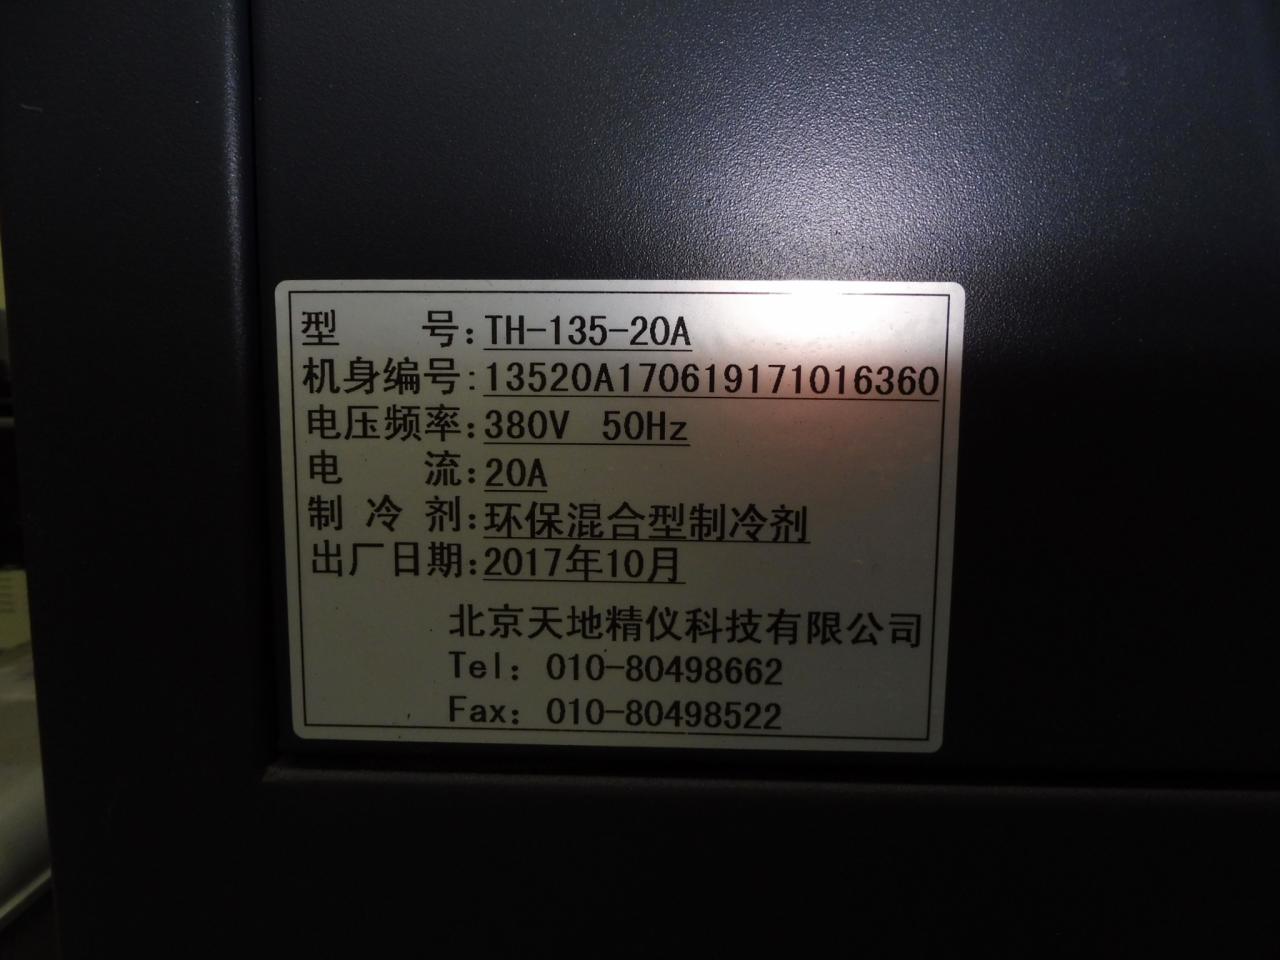 型号：TH-135-20A
机身编号：13520A170619171016360
电压频率：380V 50Hz
电流：20A
制冷剂：环保混合型制冷剂
出厂日期：2017年10月
北京天地精仪科技有限公司
Tel：010-80498662
Fax：010-80498522